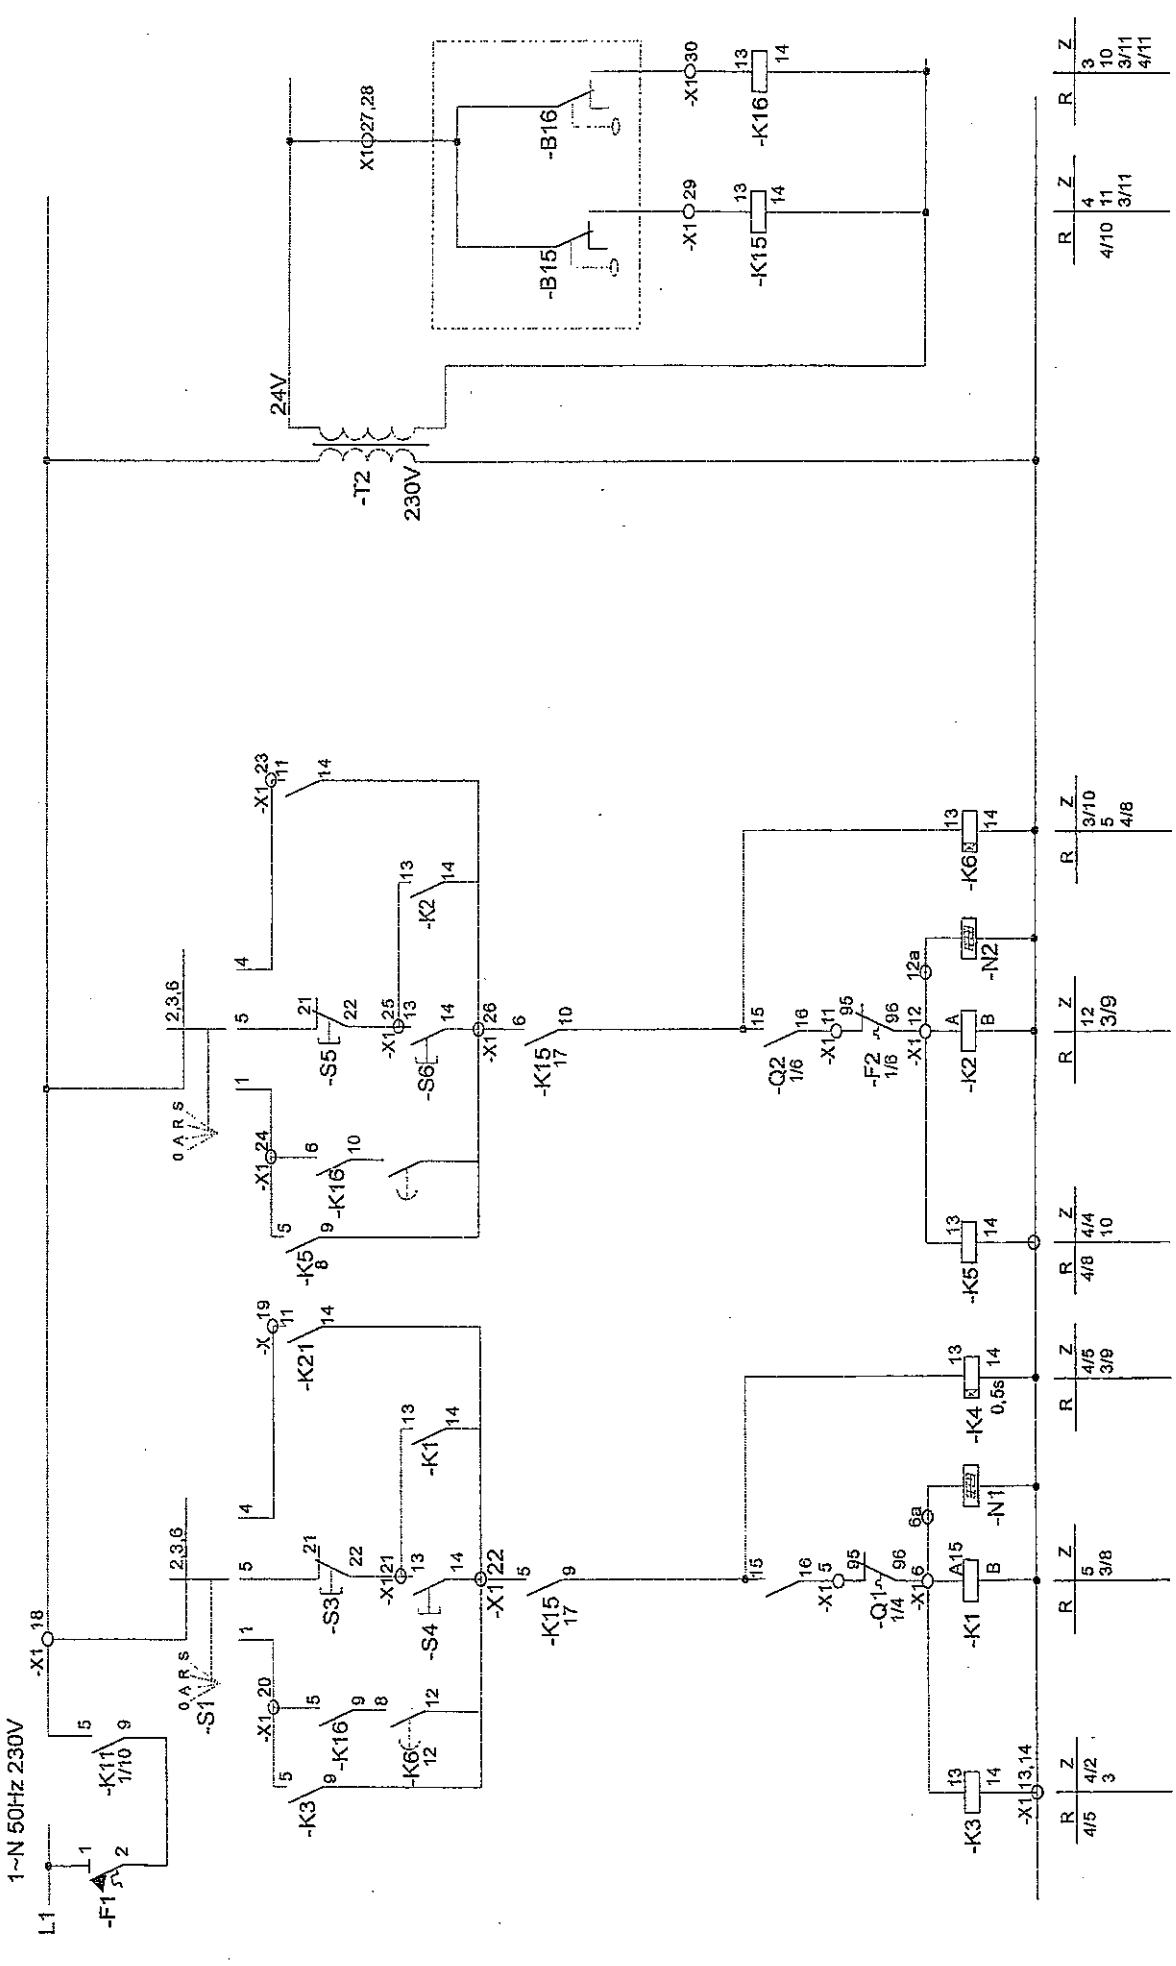 1~N 50Hz 230V
L1
-F1
1
2
-K11
1/10
5
9
-X1
18
0 A R S
-S1
2,3,6
1
5
4
-X1
20
5
9
-K3
5
9
-K16
8
12
-K6
12
21
22
-S3
-X1
21
13
14
-S4
13
14
-K1
-X
19
11
14
-K21
-X1
22
5
9
-K15
17
15
16
-X1
5
95
96
-Q1
1/4
-X1
6
6a
A15
B
-K1
-N1
13
14
-K3
-X1
13,14
13
14
-K4
0,5s
0 A R S
2,3,6
1
5
4
-X1
24
5
9
-K5
8
6
10
-K16
21
22
-S5
-X1
25
13
14
-S6
13
14
-K2
-X1
23
11
14
-X1
26
6
10
-K15
17
15
16
-Q2
1/6
-X1
11
95
96
-F2
1/6
-X1
12
12a
A
B
-K2
-N2
13
14
-K5
13
14
-K6
-T2
230V
24V
X1
27,28
-B15
-B16
-X1
29
-X1
30
13
14
-K15
13
14
-K16
R Z
4/5 4/2
3
R Z
5
3/8
R Z
4/5
3/9
R Z
4/8 4/4
10
R Z
12
3/9
R Z
3/10
5
4/8
R Z
4/10 4
11
3/11
R Z
3
10
3/11
4/11